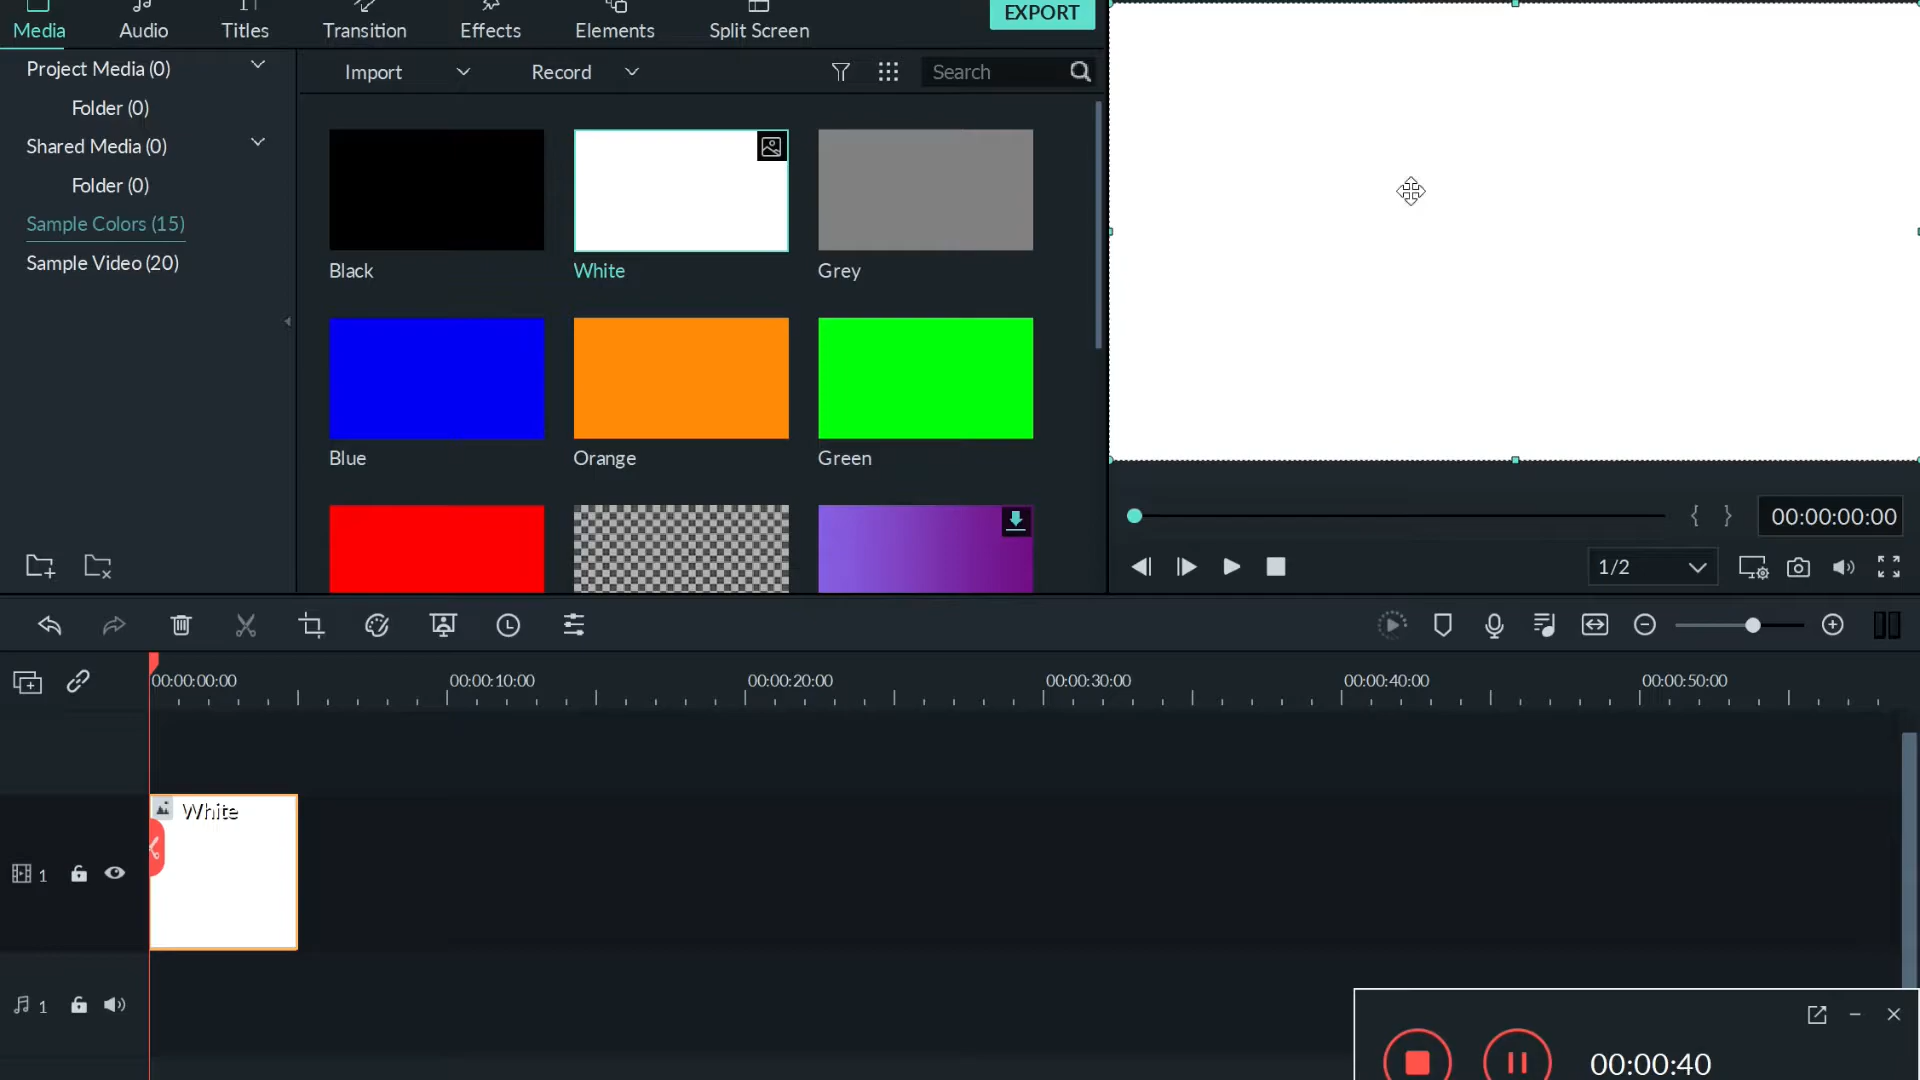 EXPORT
Media Audio Titles Transition Effects Elements Split Screen
Project Media (0)
Folder (0)
Shared Media (0)
Folder (0)
Sample Colors (15)
Sample Video (20)
Import Record Search
Black White Grey
Blue Orange Green
00:00:00:00
1/2
00:00:00:00 00:00:10:00 00:00:20:00 00:00:30:00 00:00:40:00 00:00:50:00
White
1
1
00:00:40